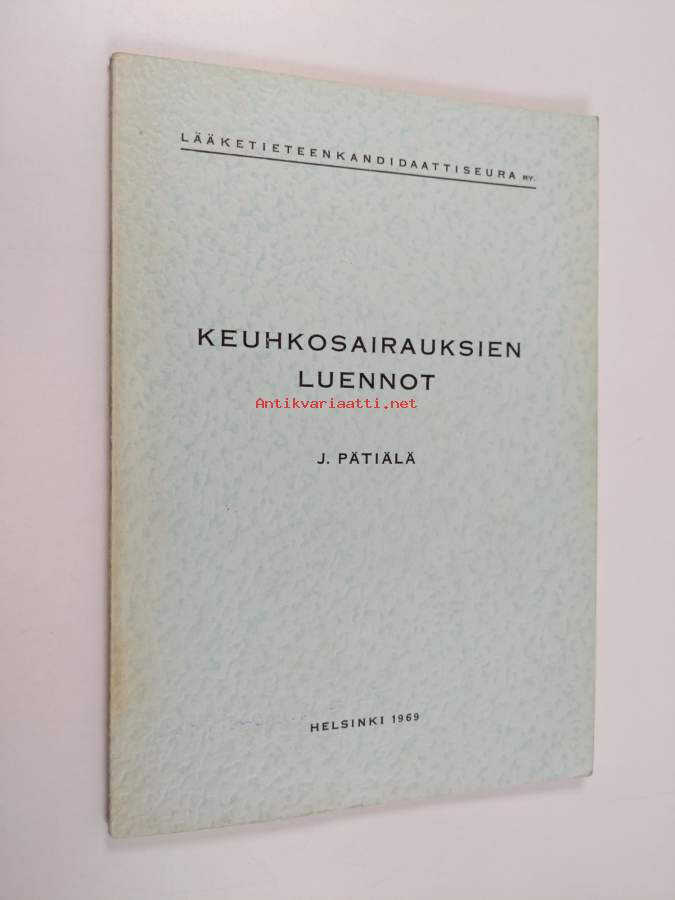 LÄÄKETIETEENKANDIDAATTISEURA RY.
KEUHKOSAIRAUKSIEN
LUENNOT
Antikvariaatti.net
J. PÄTIÄLÄ
HELSINKI 1969